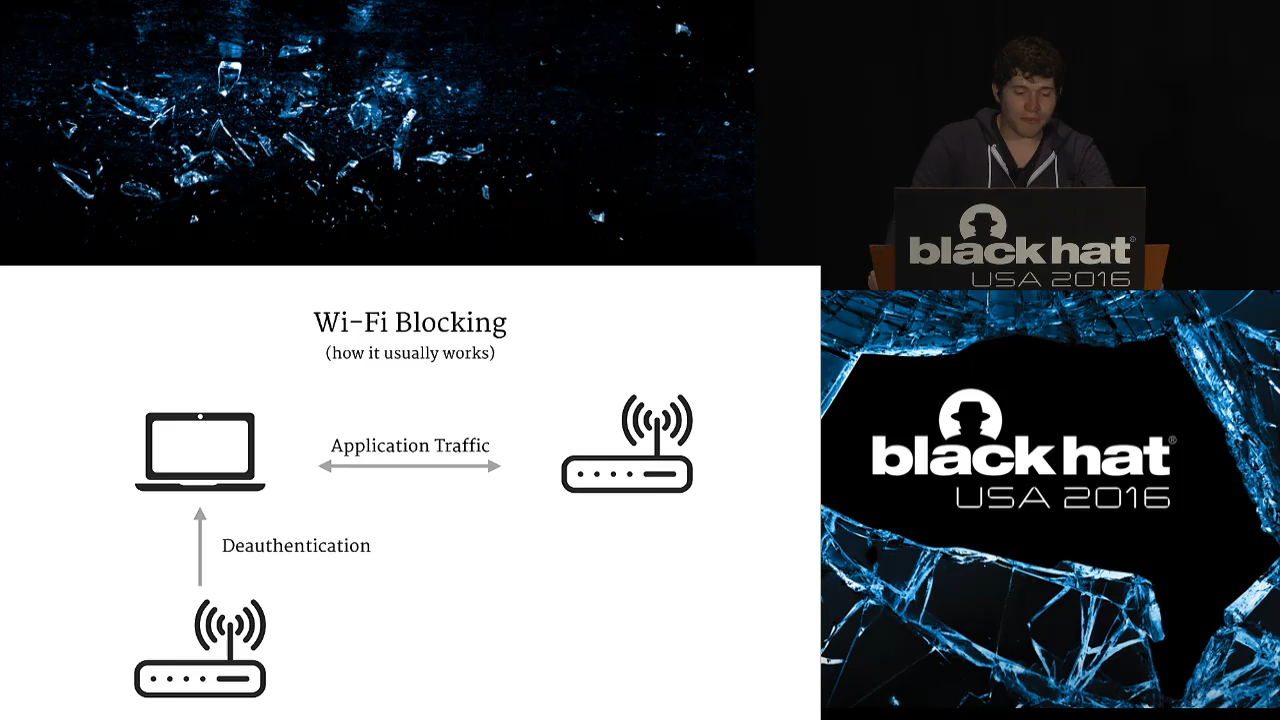 black hat®
USA 2016
Wi-Fi Blocking
(how it usually works)
Application Traffic
Deauthentication
black hat®
USA 2016